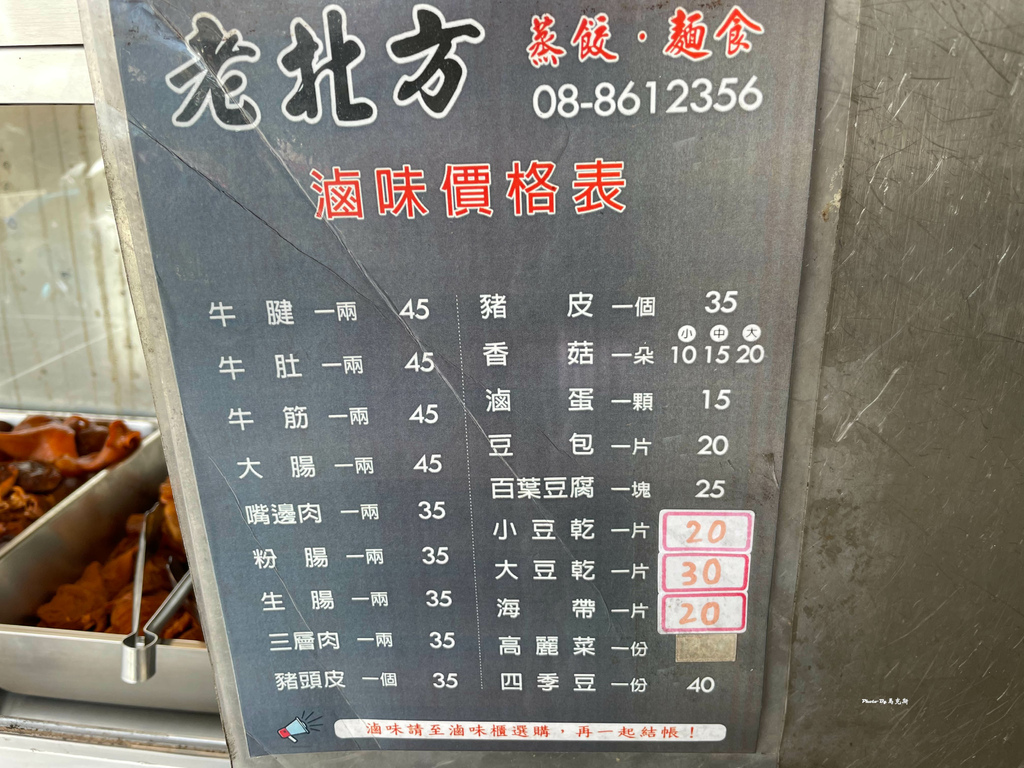 老北方
蒸餃·麵食
08-8612356
滷味價格表
牛腱 一兩 45
牛肚 一兩 45
牛筋 一兩 45
大腸 一兩 45
嘴邊肉 一兩 35
粉腸 一兩 35
生腸 一兩 35
三層肉 一兩 35
豬頭皮 一個 35
豬皮 一個 35
小 中 大
香菇 一朵 10 15 20
滷蛋 一顆 15
豆包 一片 20
百葉豆腐 一塊 25
小豆乾 一片 20
大豆乾 一片 30
海帶 一片 20
高麗菜 一份
四季豆 一份 40
滷味請至滷味櫃選購，再一起結帳！
Photo By 馬克斯